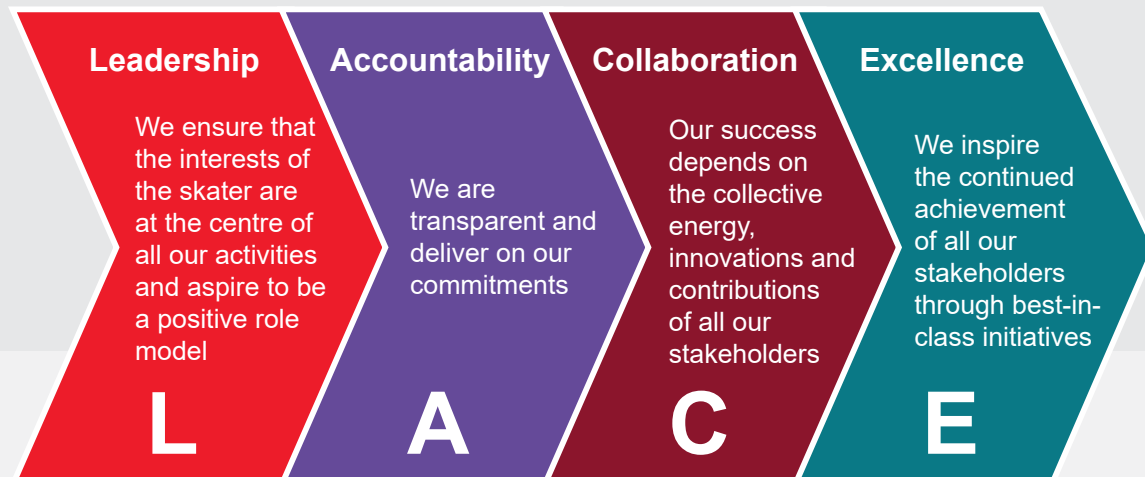 Leadership
We ensure that
the interests of
the skater are
at the centre of
all our activities
and aspire to be
a positive role
model
L
Accountability
We are
transparent and
deliver on our
commitments
A
Collaboration
Our success
depends on
the collective
energy,
innovations and
contributions
of all our
stakeholders
C
Excellence
We inspire
the continued
achievement
of all our
stakeholders
through best-in-
class initiatives
E